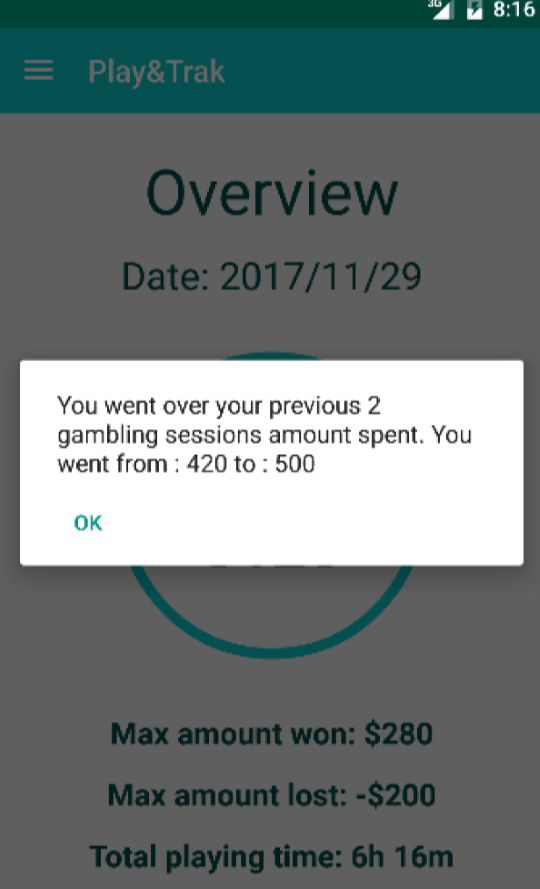 3G 8:16
Play&Trak
Overview
Date: 2017/11/29
You went over your previous 2
gambling sessions amount spent. You
went from : 420 to : 500
OK
Max amount won: $280
Max amount lost: -$200
Total playing time: 6h 16m